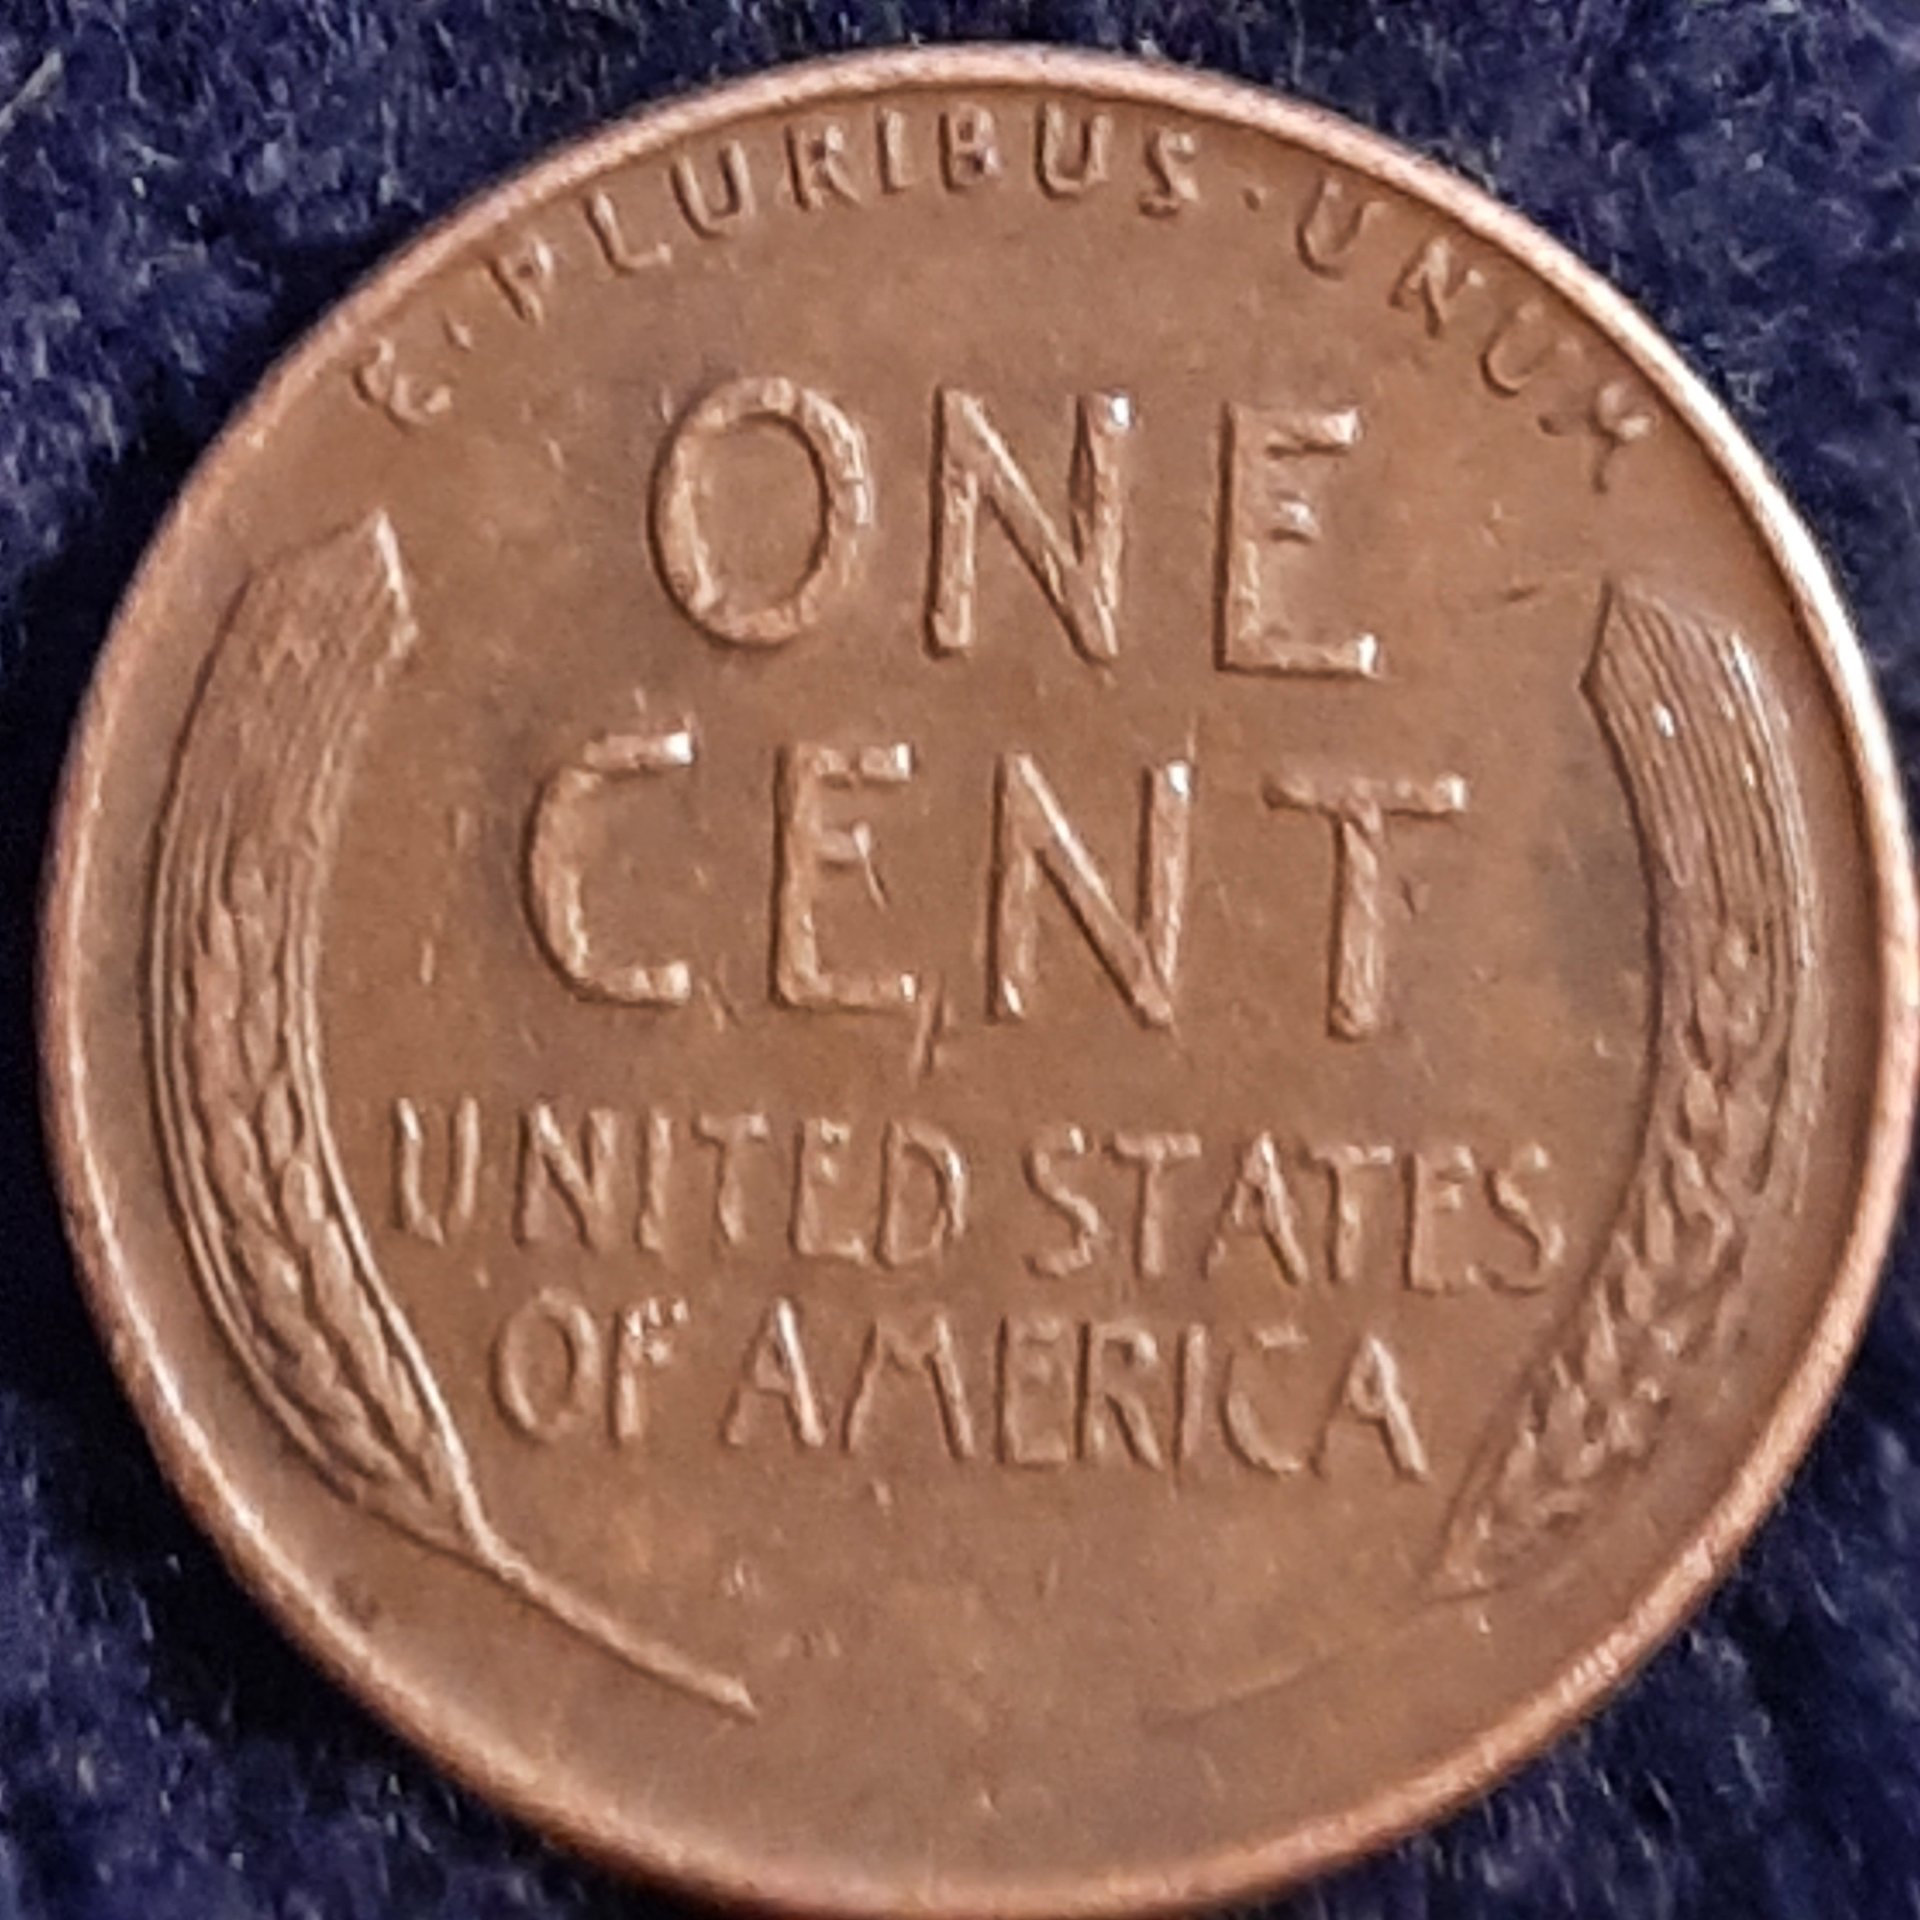 E·PLURIBUS·UNUM
ONE
CENT
UNITED STATES
OF AMERICA